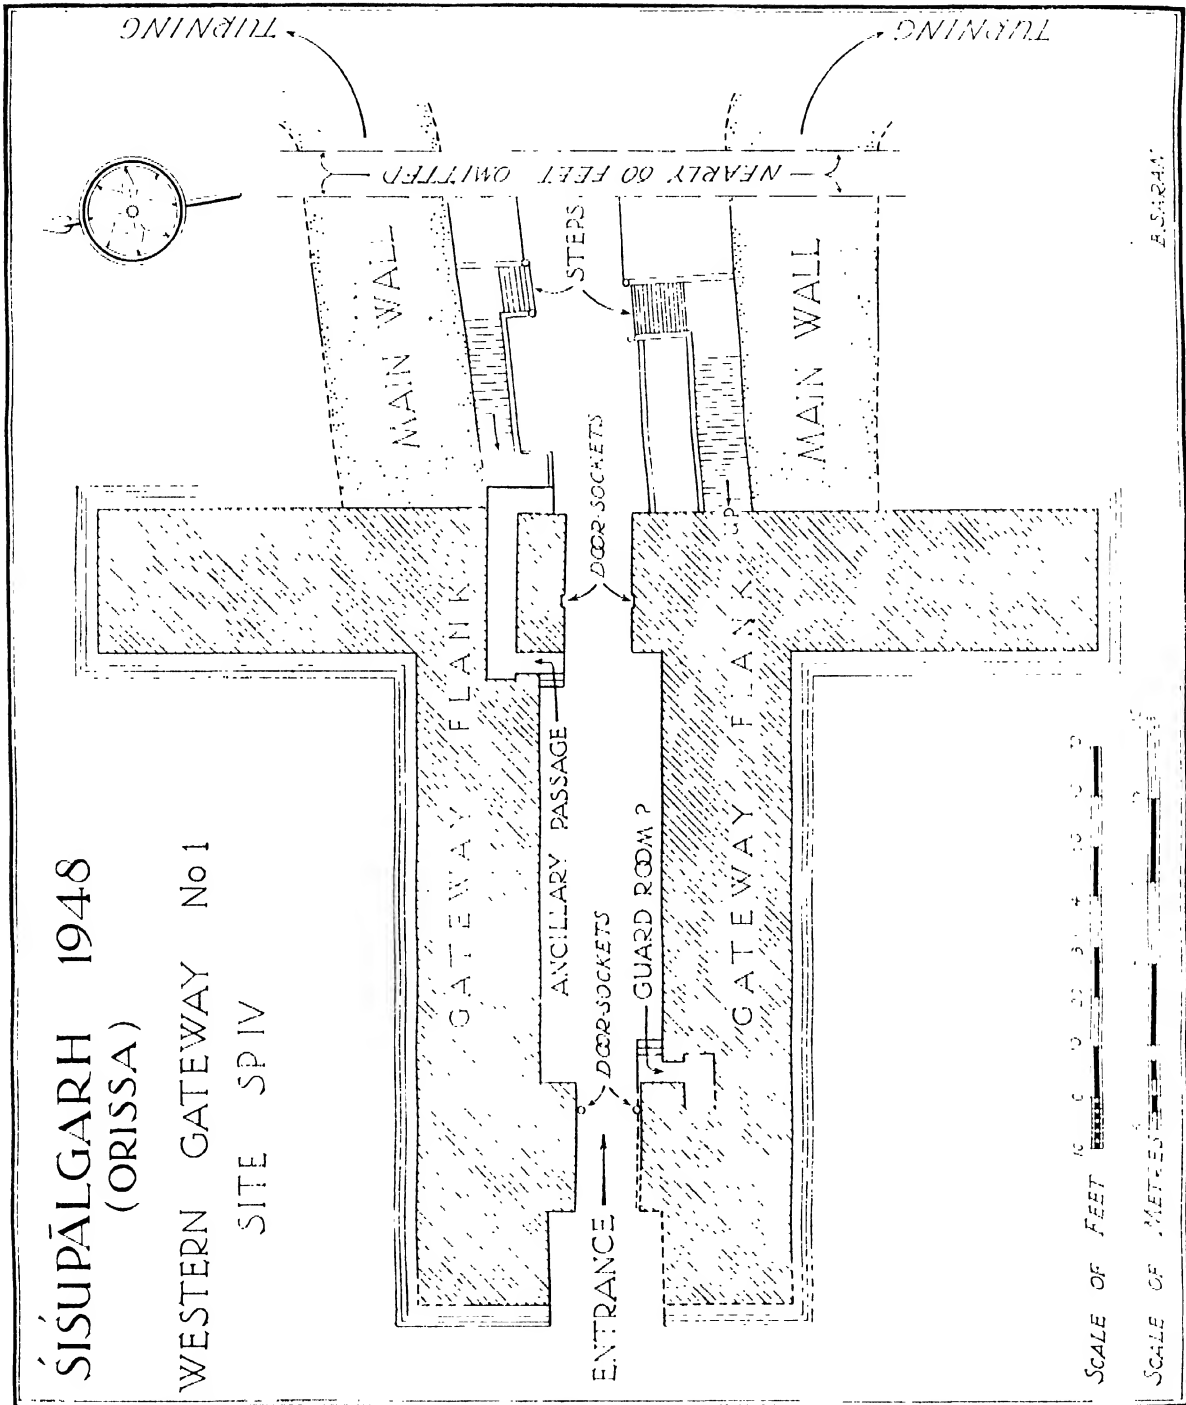 ŚIŚUPĀLGARH 1948
(ORISSA)
WESTERN GATEWAY No 1
SITE SP IV
TURNING
TURNING
NEARLY 60 FEET OMITTED
MAIN WALL
STEPS
MAIN WALL
UP
DOOR-SOCKETS
GATEWAY FLANK
ANCILLARY PASSAGE
GUARD ROOM?
GATEWAY FLANK
DOOR-SOCKETS
ENTRANCE
SCALE OF FEET
SCALE OF METRES